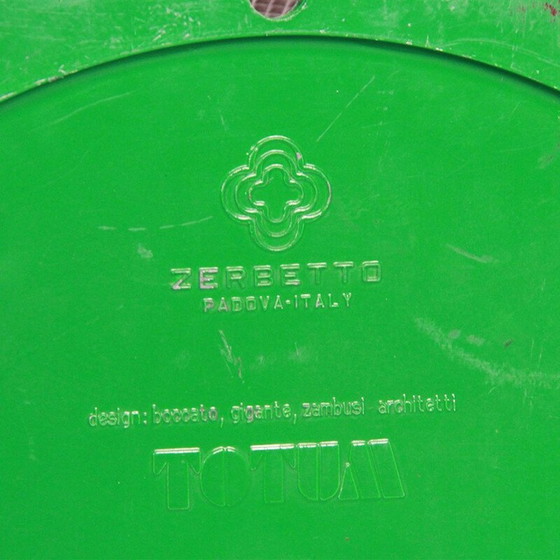 ZERBETTO
PADOVA-ITALY
design: boccato, gigante, zambusi architetti
TOTUM